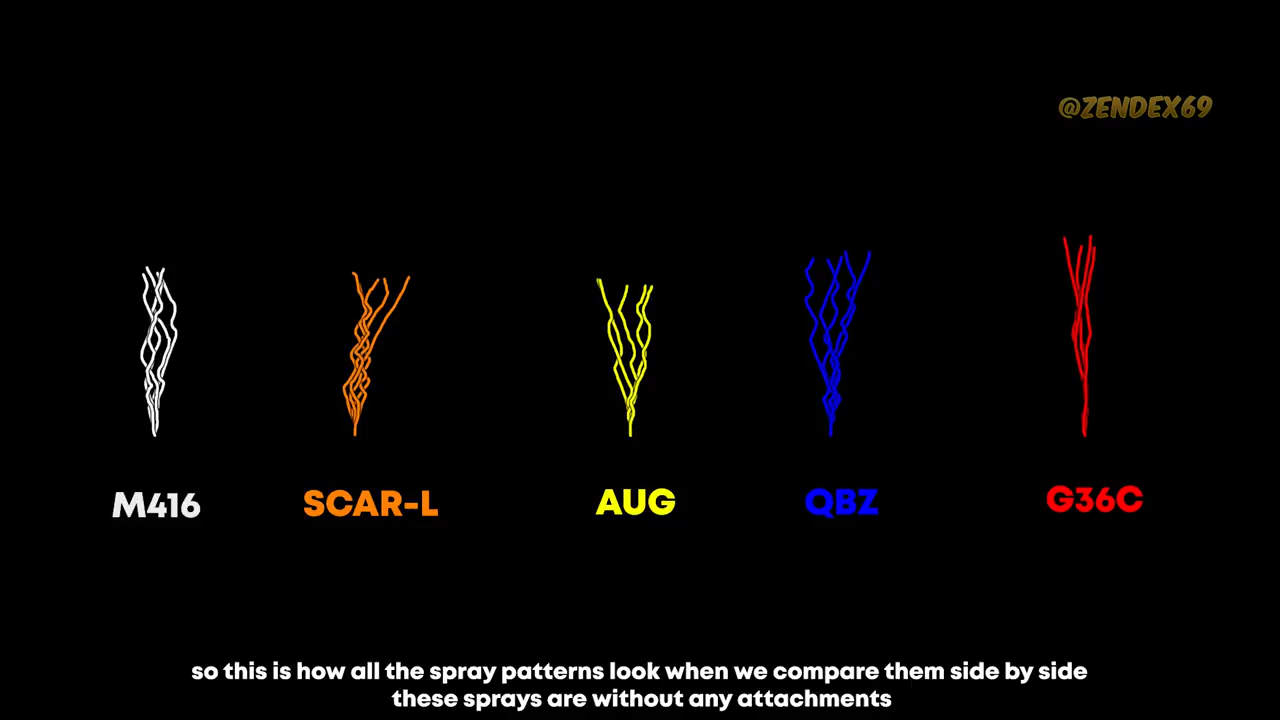 @ZENDEX69
M416
SCAR-L
AUG
QBZ
G36C
so this is how all the spray patterns look when we compare them side by side
these sprays are without any attachments